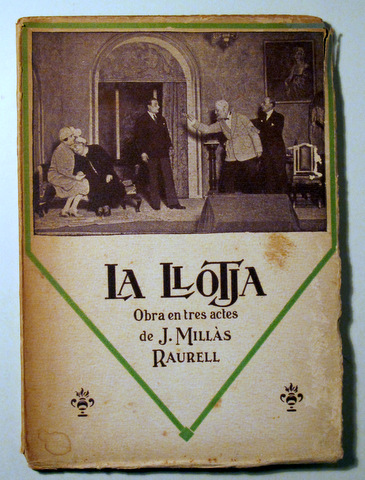 LA LLOTJA
Obra en tres actes
de J. MILLÀS
RAURELL